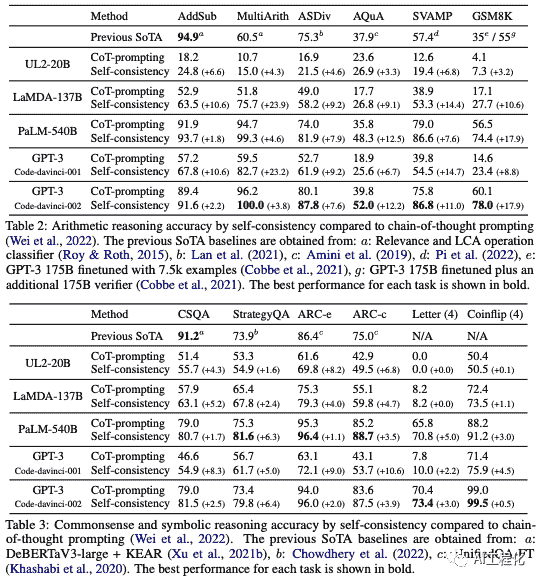 Method AddSub MultiArith ASDiv AQuA SVAMP GSM8K
Previous SoTA 94.9a 60.5a 75.3b 37.9c 57.4d 35e / 55g
UL2-20B CoT-prompting 18.2 10.7 16.9 23.6 12.6 4.1
Self-consistency 24.8 (+6.6) 15.0 (+4.3) 21.5 (+4.6) 26.9 (+3.3) 19.4 (+6.8) 7.3 (+3.2)
LaMDA-137B CoT-prompting 52.9 51.8 49.0 17.7 38.9 17.1
Self-consistency 63.5 (+10.6) 75.7 (+23.9) 58.2 (+9.2) 26.8 (+9.1) 53.3 (+14.4) 27.7 (+10.6)
PaLM-540B CoT-prompting 91.9 94.7 74.0 35.8 79.0 56.5
Self-consistency 93.7 (+1.8) 99.3 (+4.6) 81.9 (+7.9) 48.3 (+12.5) 86.6 (+7.6) 74.4 (+17.9)
GPT-3 CoT-prompting 57.2 59.5 52.7 18.9 39.8 14.6
Code-davinci-001 Self-consistency 67.8 (+10.6) 82.7 (+23.2) 61.9 (+9.2) 25.6 (+6.7) 54.5 (+14.7) 23.4 (+8.8)
GPT-3 CoT-prompting 89.4 96.2 80.1 39.8 75.8 60.1
Code-davinci-002 Self-consistency 91.6 (+2.2) 100.0 (+3.8) 87.8 (+7.6) 52.0 (+12.2) 86.8 (+11.0) 78.0 (+17.9)
Table 2: Arithmetic reasoning accuracy by self-consistency compared to chain-of-thought prompting
(Wei et al., 2022). The previous SoTA baselines are obtained from: a: Relevance and LCA operation
classifier (Roy & Roth, 2015), b: Lan et al. (2021), c: Amini et al. (2019), d: Pi et al. (2022), e:
GPT-3 175B finetuned with 7.5k examples (Cobbe et al., 2021), g: GPT-3 175B finetuned plus an
additional 175B verifier (Cobbe et al., 2021). The best performance for each task is shown in bold.
Method CSQA StrategyQA ARC-e ARC-c Letter (4) Coinflip (4)
Previous SoTA 91.2a 73.9b 86.4c 75.0c N/A N/A
UL2-20B CoT-prompting 51.4 53.3 61.6 42.9 0.0 50.4
Self-consistency 55.7 (+4.3) 54.9 (+1.6) 69.8 (+8.2) 49.5 (+6.8) 0.0 (+0.0) 50.5 (+0.1)
LaMDA-137B CoT-prompting 57.9 65.4 75.3 55.1 8.2 72.4
Self-consistency 63.1 (+5.2) 67.8 (+2.4) 79.3 (+4.0) 59.8 (+4.7) 8.2 (+0.0) 73.5 (+1.1)
PaLM-540B CoT-prompting 79.0 75.3 95.3 85.2 65.8 88.2
Self-consistency 80.7 (+1.7) 81.6 (+6.3) 96.4 (+1.1) 88.7 (+3.5) 70.8 (+5.0) 91.2 (+3.0)
GPT-3 CoT-prompting 46.6 56.7 63.1 43.1 7.8 71.4
Code-davinci-001 Self-consistency 54.9 (+8.3) 61.7 (+5.0) 72.1 (+9.0) 53.7 (+10.6) 10.0 (+2.2) 75.9 (+4.5)
GPT-3 CoT-prompting 79.0 73.4 94.0 83.6 70.4 99.0
Code-davinci-002 Self-consistency 81.5 (+2.5) 79.8 (+6.4) 96.0 (+2.0) 87.5 (+3.9) 73.4 (+3.0) 99.5 (+0.5)
Table 3: Commonsense and symbolic reasoning accuracy by self-consistency compared to chain-
of-thought prompting (Wei et al., 2022). The previous SoTA baselines are obtained from: a:
DeBERTaV3-large + KEAR (Xu et al., 2021b), b: Chowdhery et al. (2022), c: UnifiedQA-FT
(Khashabi et al., 2020). The best performance for each task is shown in bold.
AI工程化